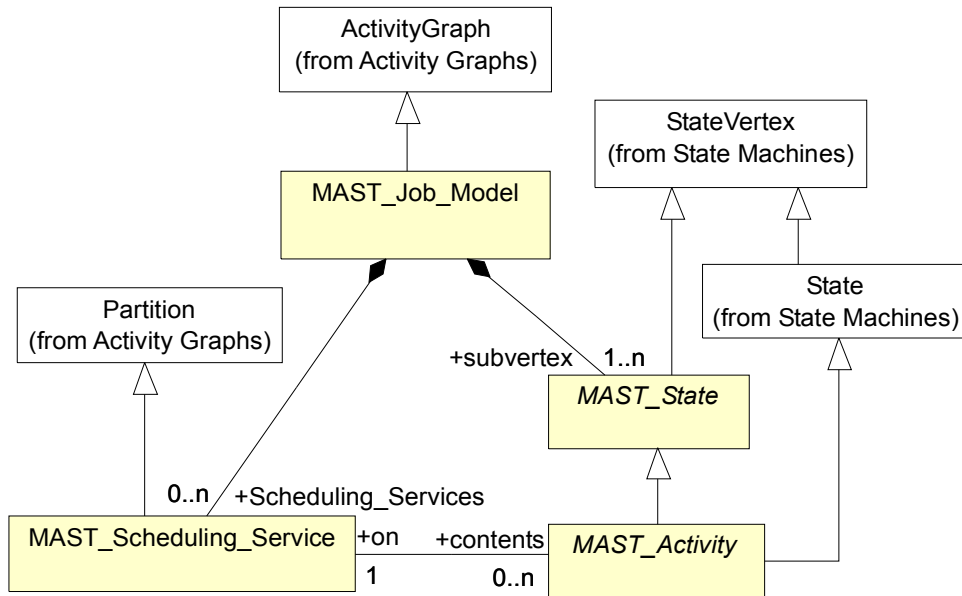 ActivityGraph
(from Activity Graphs)
StateVertex
(from State Machines)
MAST_Job_Model
Partition
(from Activity Graphs)
State
(from State Machines)
+subvertex
1..n
MAST_State
0..n
+Scheduling_Services
MAST_Scheduling_Service
+on
+contents
1
0..n
MAST_Activity